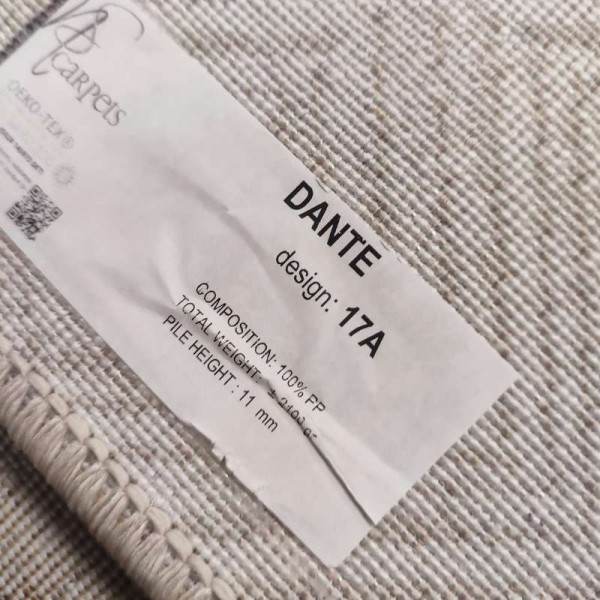 carpets
OEKO-TEX®
DANTE
design: 17A
COMPOSITION: 100% PP
TOTAL WEIGHT: ±
PILE HEIGHT : 11 mm